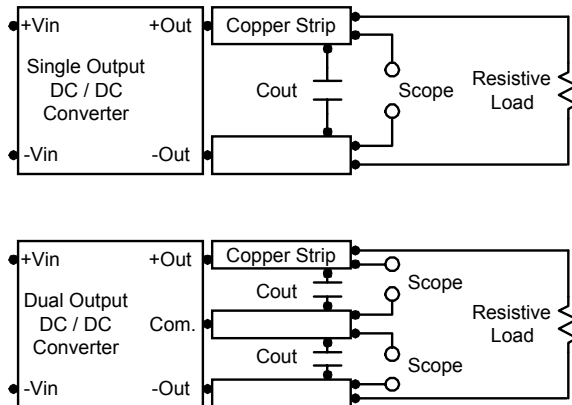 +Vin +Out Copper Strip
Single Output
DC / DC
Converter
Cout Scope
Resistive
Load
-Vin -Out
+Vin +Out Copper Strip
Cout Scope
Dual Output
DC / DC
Converter
Com.
Resistive
Load
Cout Scope
-Vin -Out